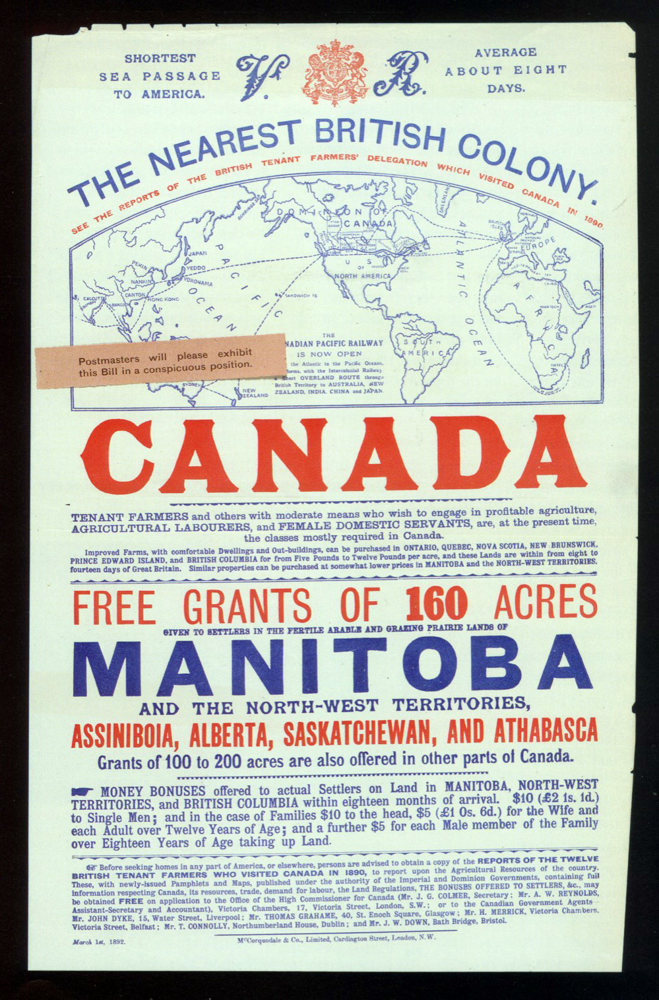 SHORTEST
SEA PASSAGE
TO AMERICA.
V. R.
AVERAGE
ABOUT EIGHT
DAYS.
THE NEAREST BRITISH COLONY.
SEE THE REPORTS OF THE BRITISH TENANT FARMERS' DELEGATION WHICH VISITED CANADA IN 1890.
DOMINION OF
CANADA
GREENLAND
BEHRINGS SEA
BRITISH
ISLES
NORWAY
EUROPE
FRANCE
BLACK
SEA
MEDITERRANEAN SEA
CAIRO
KHARTOUM
ADEN
AFRICA
NATAL
CAPE OF GOOD HOPE
ATLANTIC OCEAN
PACIFIC OCEAN
JAPAN
YEDDO
YOKOHAMA
PEKIN
NANKIN
CANTON
HONG KONG
CALCUTTA
BOMBAY
RANGOON
SANDWICH IS
U S
OF
NORTH AMERICA
SOUTH
AMERICA
SYDNEY
NEW
ZEALAND
THE
NADIAN PACIFIC RAILWAY
IS NOW OPEN
the Atlantic to the Pacific Oceans,
forms, with the Intercolonial Railway
a Short OVERLAND ROUTE through
British Territory to AUSTRALIA, NEW
ZEALAND, INDIA, CHINA and JAPAN.
Postmasters will please exhibit
this Bill in a conspicuous position.
CANADA
TENANT FARMERS and others with moderate means who wish to engage in profitable agriculture,
AGRICULTURAL LABOURERS, and FEMALE DOMESTIC SERVANTS, are, at the present time,
the classes mostly required in Canada.
Improved Farms, with comfortable Dwellings and Out-buildings, can be purchased in ONTARIO, QUEBEC, NOVA SCOTIA, NEW BRUNSWICK,
PRINCE EDWARD ISLAND, and BRITISH COLUMBIA for from Five Pounds to Twelve Pounds per acre, and these Lands are within from eight to
fourteen days of Great Britain. Similar properties can be purchased at somewhat lower prices in MANITOBA and the NORTH-WEST TERRITORIES.
FREE GRANTS OF 160 ACRES
GIVEN TO SETTLERS IN THE FERTILE ARABLE AND GRAZING PRAIRIE LANDS OF
MANITOBA
AND THE NORTH-WEST TERRITORIES,
ASSINIBOIA, ALBERTA, SASKATCHEWAN, AND ATHABASCA
Grants of 100 to 200 acres are also offered in other parts of Canada.
☛ MONEY BONUSES offered to actual Settlers on Land in MANITOBA, NORTH-WEST
TERRITORIES, and BRITISH COLUMBIA within eighteen months of arrival. $10 (£2 1s. 1d.)
to Single Men; and in the case of Families $10 to the head, $5 (£1 0s. 6d.) for the Wife and
each Adult over Twelve Years of Age; and a further $5 for each Male member of the Family
over Eighteen Years of Age taking up Land.
☞ Before seeking homes in any part of America, or elsewhere, persons are advised to obtain a copy of the REPORTS OF THE TWELVE
BRITISH TENANT FARMERS WHO VISITED CANADA IN 1890, to report upon the Agricultural Resources of the country.
These, with newly-issued Pamphlets and Maps, published under the authority of the Imperial and Dominion Governments, containing full
information respecting Canada, its resources, trade, demand for labour, the Land Regulations, THE BONUSES OFFERED TO SETTLERS, &c., may
be obtained FREE on application to the Office of the High Commissioner for Canada (Mr. J. G. COLMER, Secretary; Mr. A. W. REYNOLDS,
Assistant-Secretary and Accountant), Victoria Chambers, 17, Victoria Street, London, S.W.; or to the Canadian Government Agents—
Mr. JOHN DYKE, 15, Water Street, Liverpool; Mr. THOMAS GRAHAME, 40, St. Enoch Square, Glasgow; Mr. H. MERRICK, Victoria Chambers,
Victoria Street, Belfast; Mr. T. CONNOLLY, Northumberland House, Dublin; and Mr. J. W. DOWN, Bath Bridge, Bristol.
March 1st, 1892.
McCorquodale & Co., Limited, Cardington Street, London, N.W.